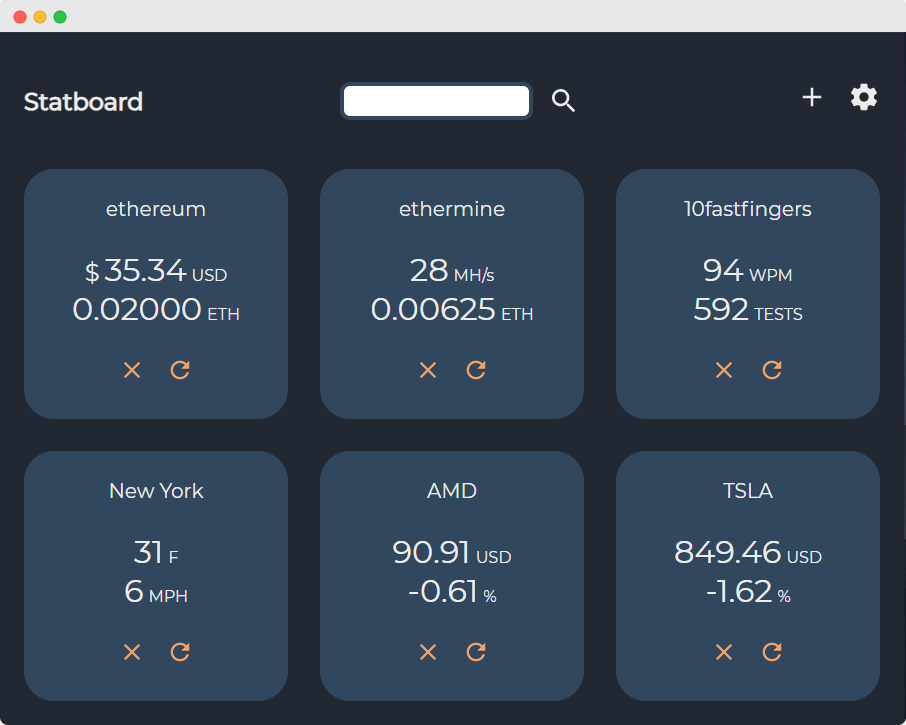 Statboard
ethereum
$ 35.34 USD
0.02000 ETH
ethermine
28 MH/s
0.00625 ETH
10fastfingers
94 WPM
592 TESTS
New York
31 F
6 MPH
AMD
90.91 USD
-0.61 %
TSLA
849.46 USD
-1.62 %